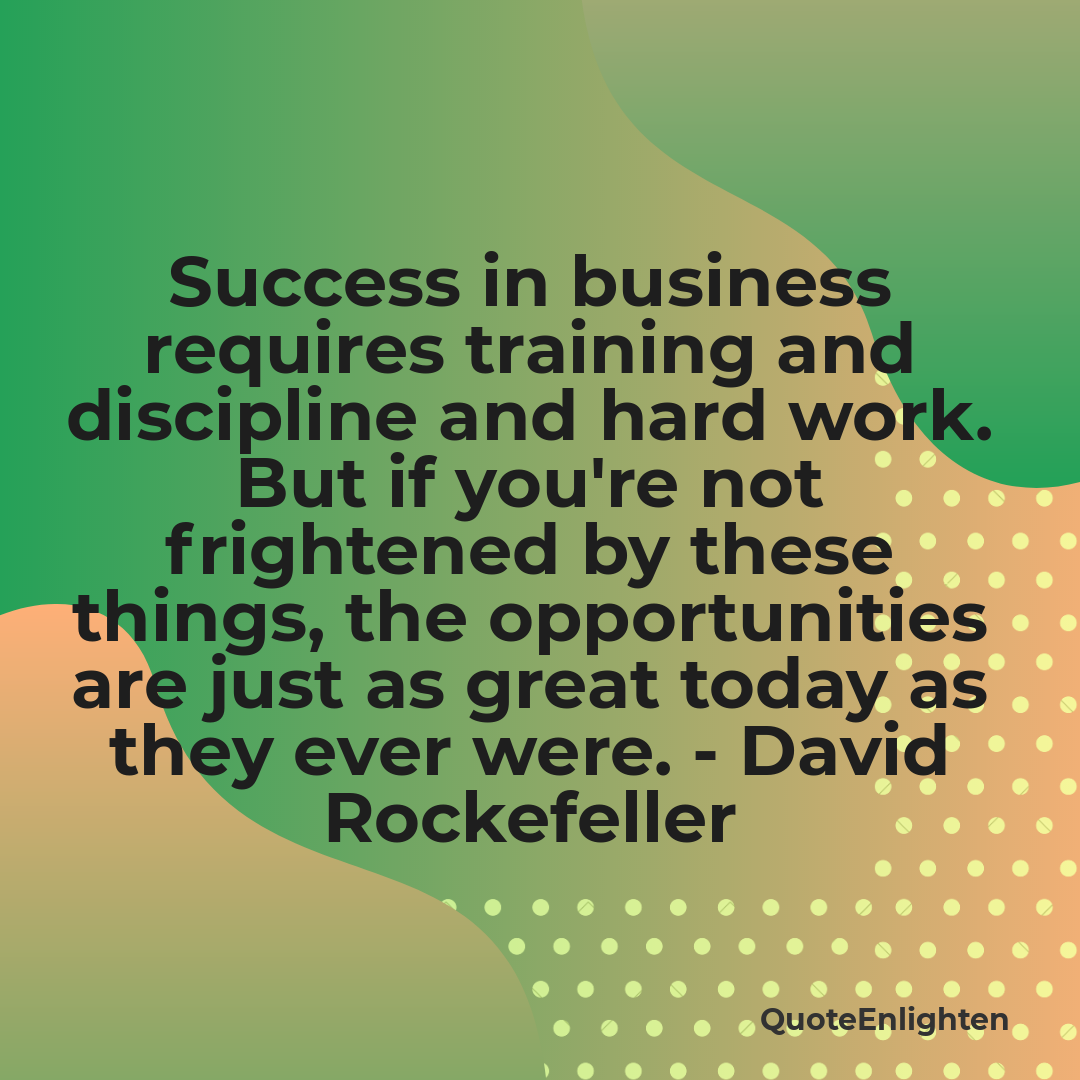 Success in business
requires training and
discipline and hard work.
But if you're not
frightened by these
things, the opportunities
are just as great today as
they ever were. - David
Rockefeller
QuoteEnlighten